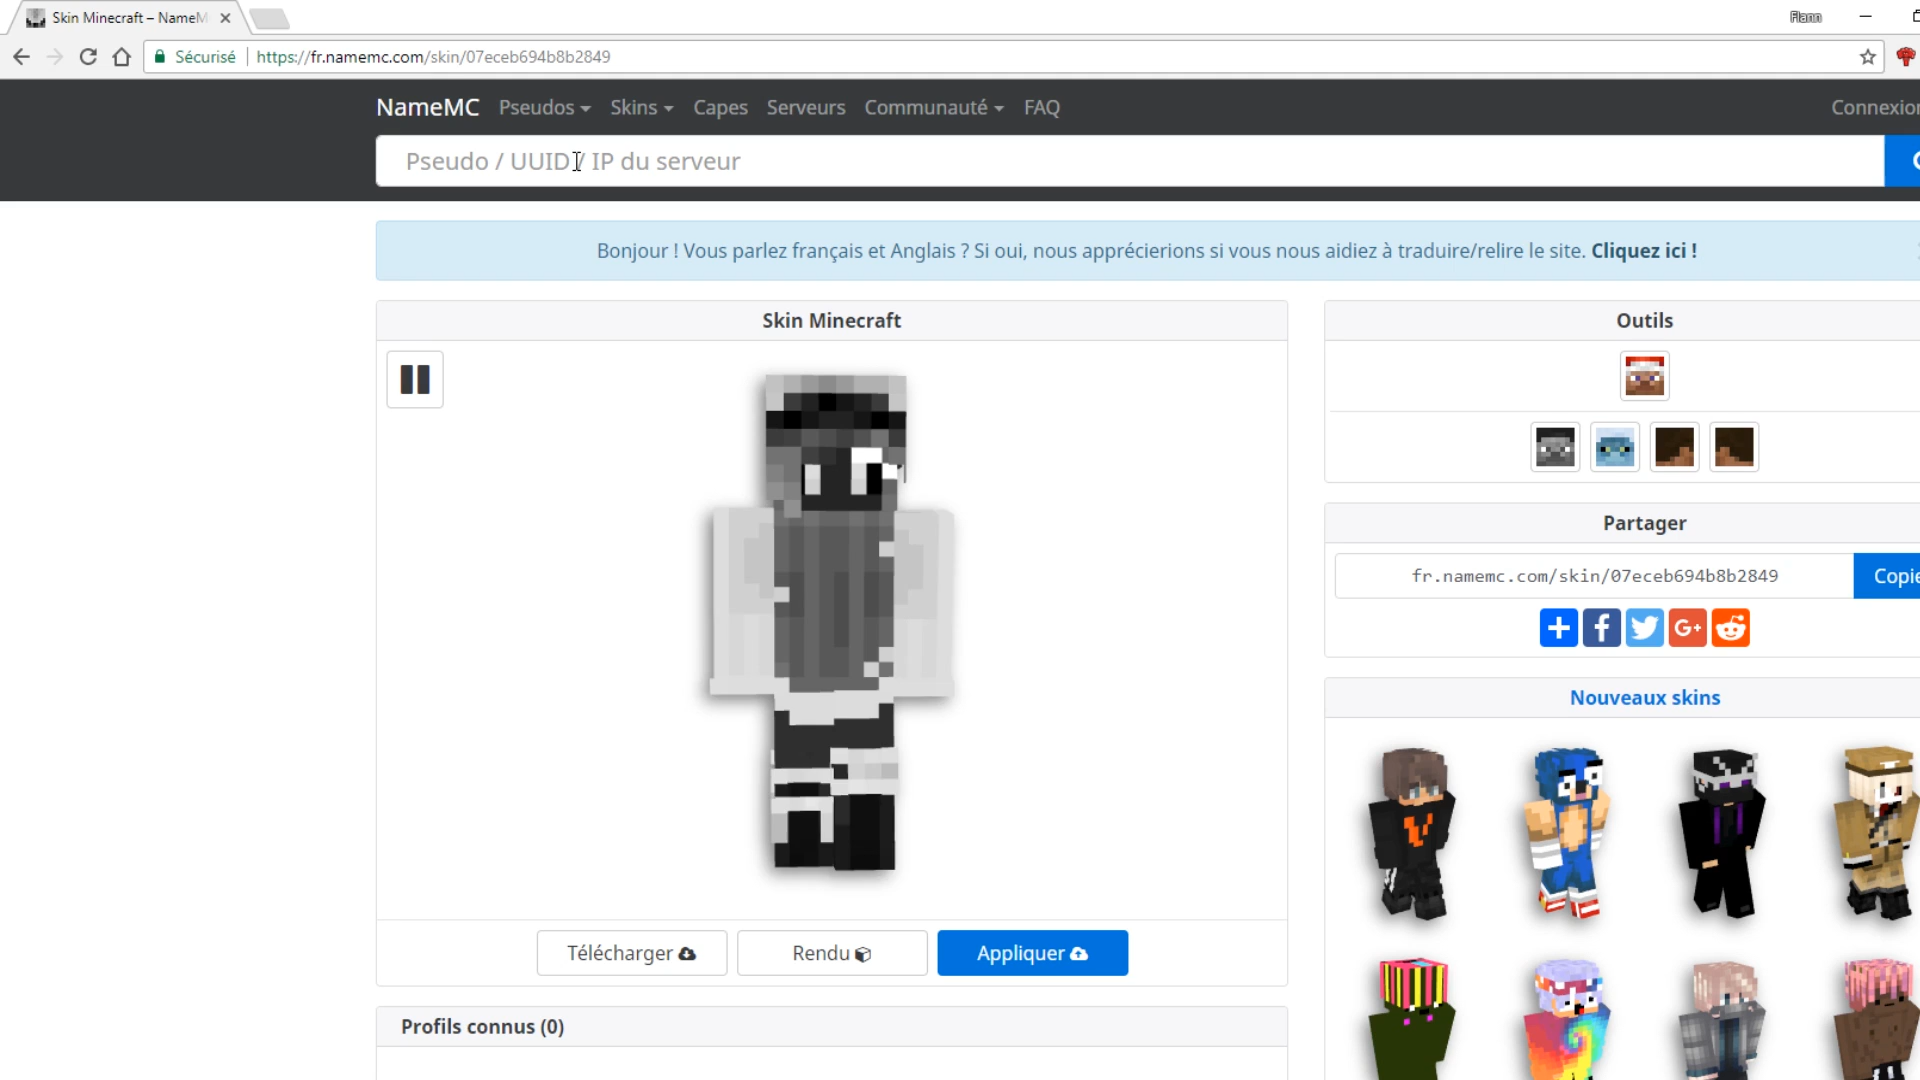 Skin Minecraft – NameM
Flann
Sécurisé
https://fr.namemc.com/skin/07eceb694b8b2849
NameMC Pseudos Skins Capes Serveurs Communauté FAQ
Connexion
Pseudo / UUID / IP du serveur
Bonjour ! Vous parlez français et Anglais ? Si oui, nous apprécierions si vous nous aidiez à traduire/relire le site. Cliquez ici !
Skin Minecraft
Outils
Partager
fr.namemc.com/skin/07eceb694b8b2849
Copie
Nouveaux skins
Télécharger
Rendu
Appliquer
Profils connus (0)